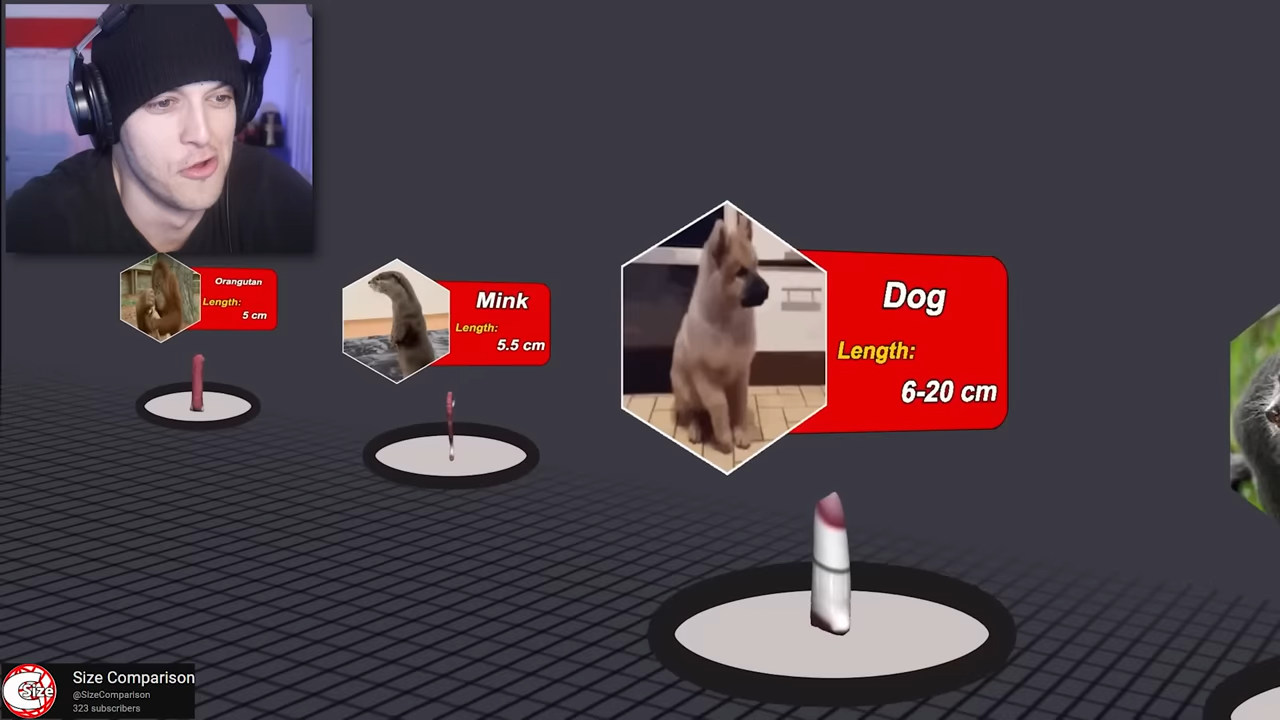 Orangutan
Length:
5 cm
Mink
Length:
5.5 cm
Dog
Length:
6-20 cm
Size
Size Comparison
@SizeComparison
323 subscribers